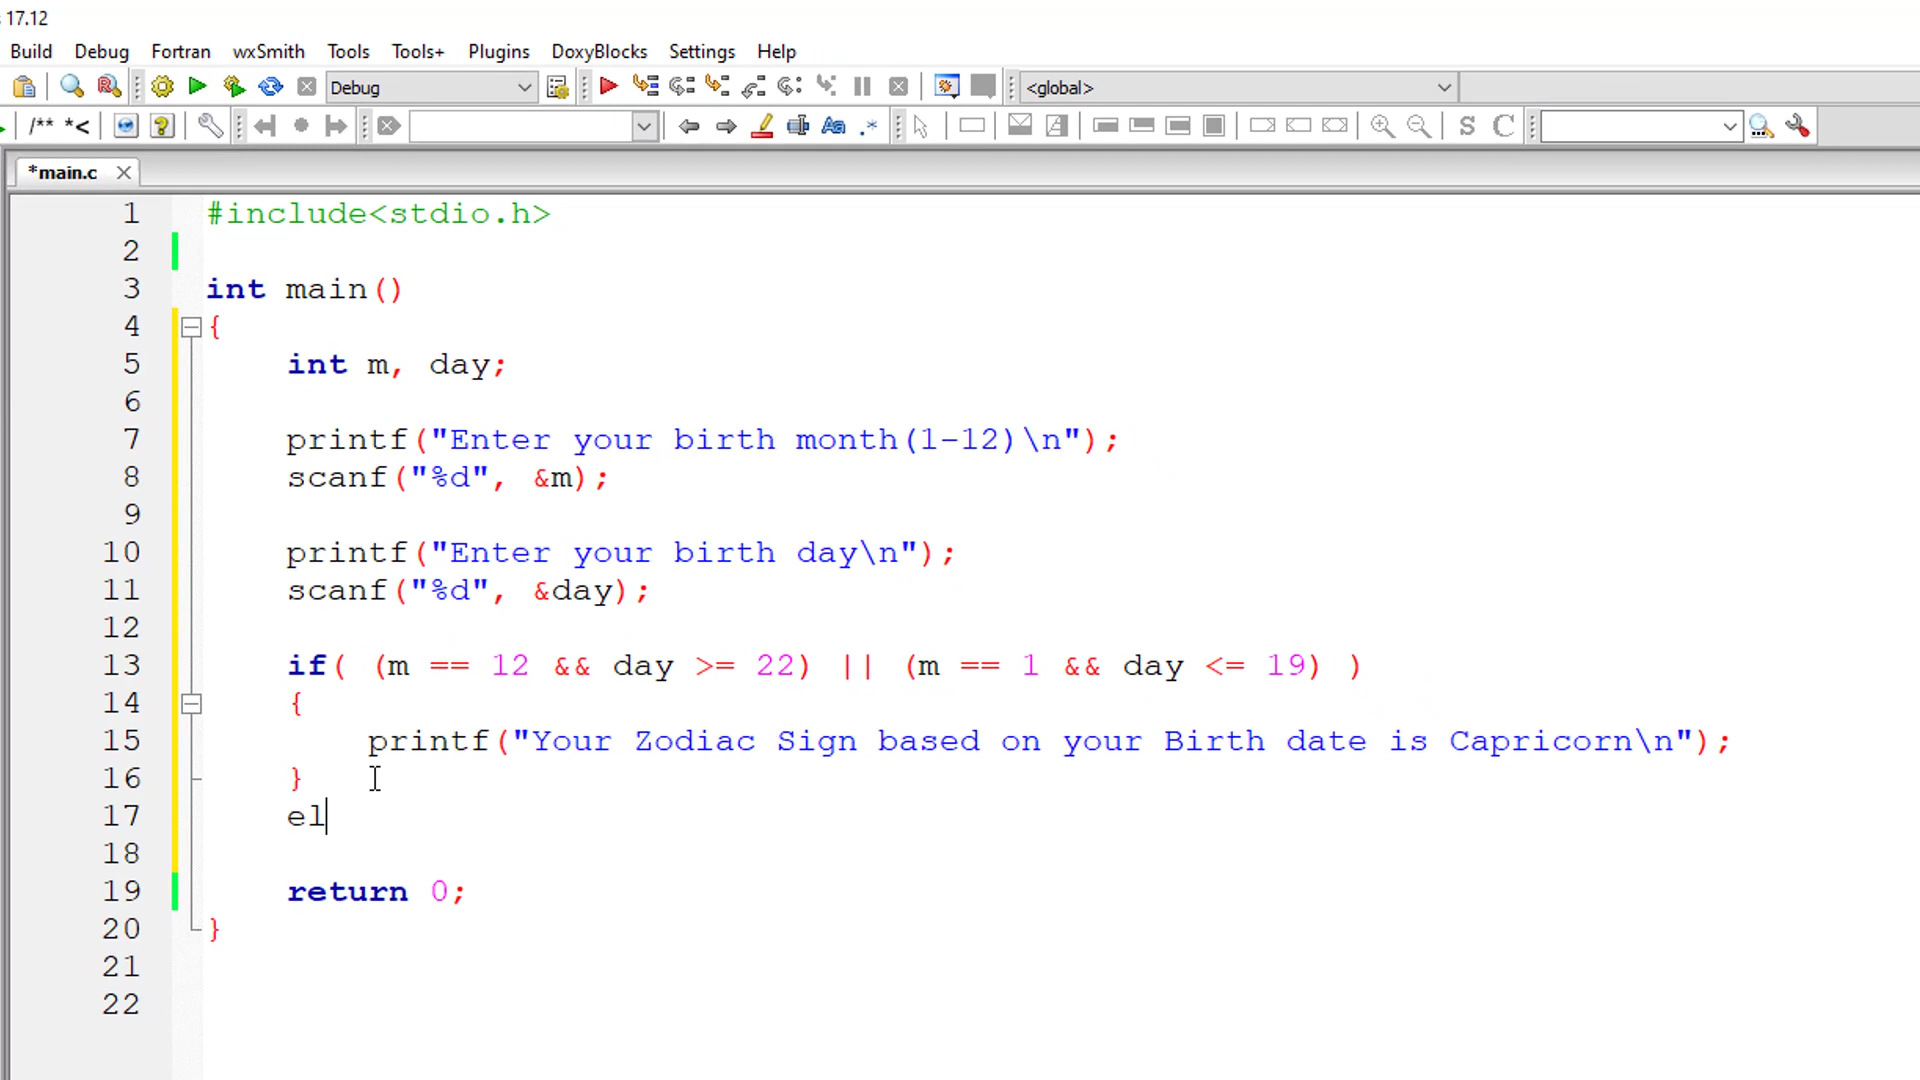 s 17.12
Build Debug Fortran wxSmith Tools Tools+ Plugins DoxyBlocks Settings Help
Debug <global>
/** *< Aa .* S C
*main.c
1 #include<stdio.h>
2
3 int main()
4 {
5 int m, day;
6
7 printf("Enter your birth month(1-12)\n");
8 scanf("%d", &m);
9
10 printf("Enter your birth day\n");
11 scanf("%d", &day);
12
13 if( (m == 12 && day >= 22) || (m == 1 && day <= 19) )
14 {
15 printf("Your Zodiac Sign based on your Birth date is Capricorn\n");
16 }
17 el
18
19 return 0;
20 }
21
22